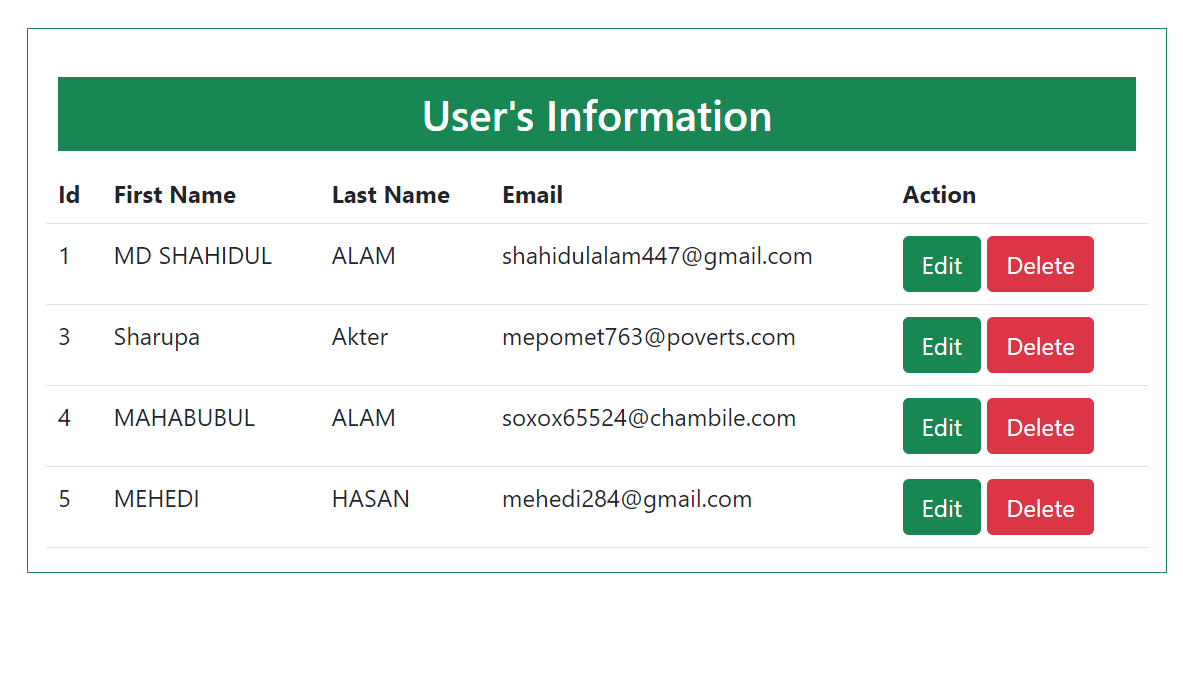 User's Information
Id First Name Last Name Email Action
1 MD SHAHIDUL ALAM shahidulalam447@gmail.com Edit Delete
3 Sharupa Akter mepomet763@poverts.com Edit Delete
4 MAHABUBUL ALAM soxox65524@chambile.com Edit Delete
5 MEHEDI HASAN mehedi284@gmail.com Edit Delete